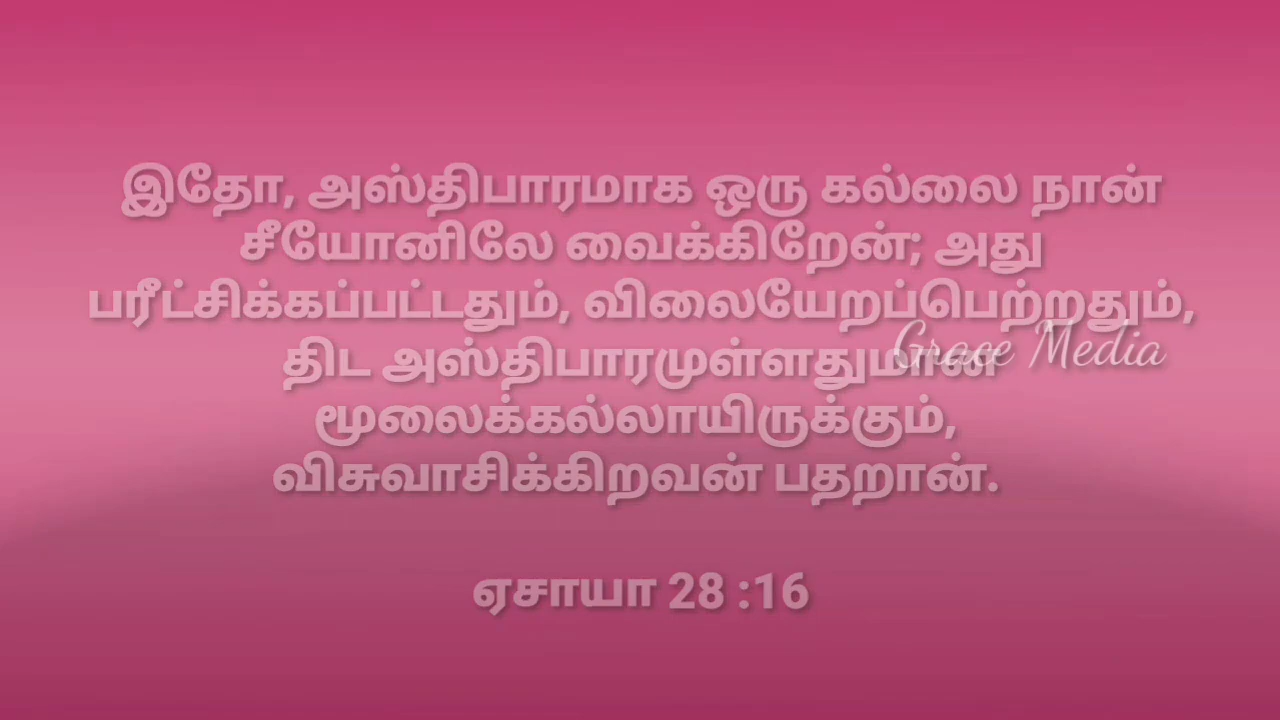 இதோ, அஸ்திபாரமாக ஒரு கல்லை நான்
சீயோனிலே வைக்கிறேன்; அது
பரீட்சிக்கப்பட்டதும், விலையேறப்பெற்றதும்,
திட அஸ்திபாரமுள்ளதுமான
Grace Media
மூலைக்கல்லாயிருக்கும்,
விசுவாசிக்கிறவன் பதறான்.
ஏசாயா 28 :16